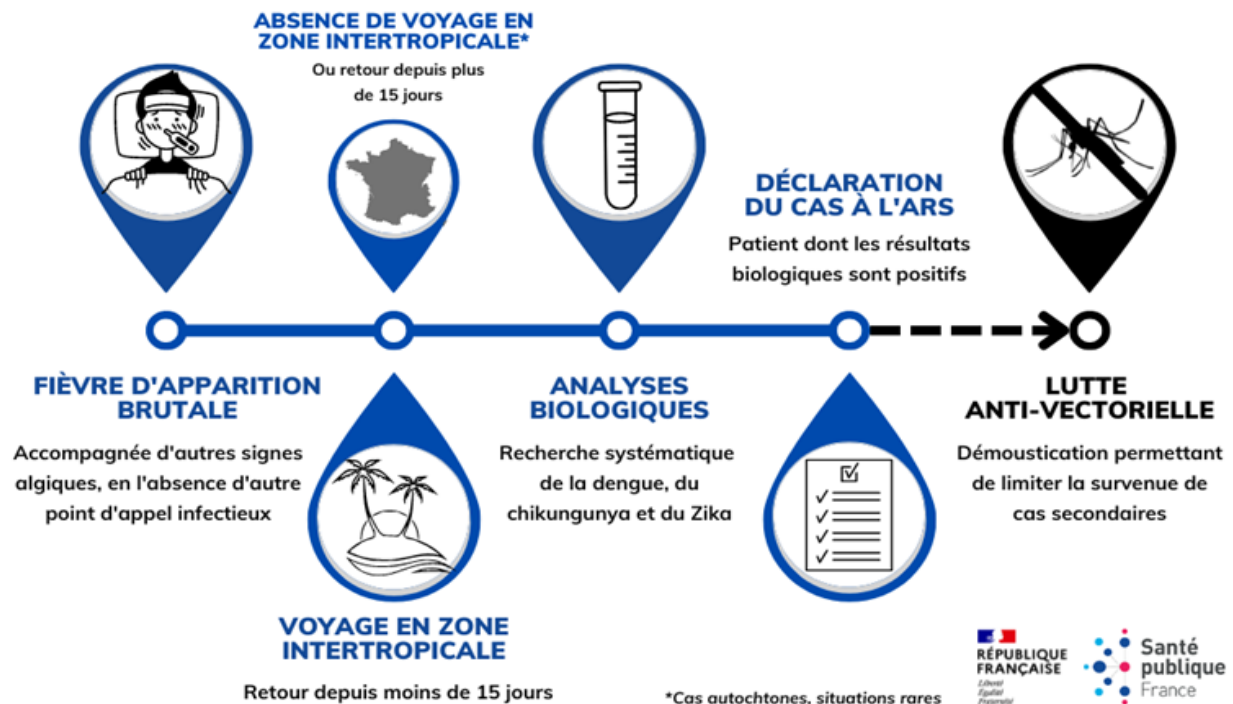 ABSENCE DE VOYAGE EN
ZONE INTERTROPICALE*
Ou retour depuis plus
de 15 jours
FIÈVRE D'APPARITION
BRUTALE
Accompagnée d'autres signes
algiques, en l'absence d'autre
point d'appel infectieux
VOYAGE EN ZONE
INTERTROPICALE
Retour depuis moins de 15 jours
ANALYSES
BIOLOGIQUES
Recherche systématique
de la dengue, du
chikungunya et du Zika
DÉCLARATION
DU CAS À L'ARS
Patient dont les résultats
biologiques sont positifs
LUTTE
ANTI-VECTORIELLE
Démoustication permettant
de limiter la survenue de
cas secondaires
*Cas autochtones, situations rares
RÉPUBLIQUE
FRANÇAISE
Liberté
Égalité
Fraternité
Santé
publique
France